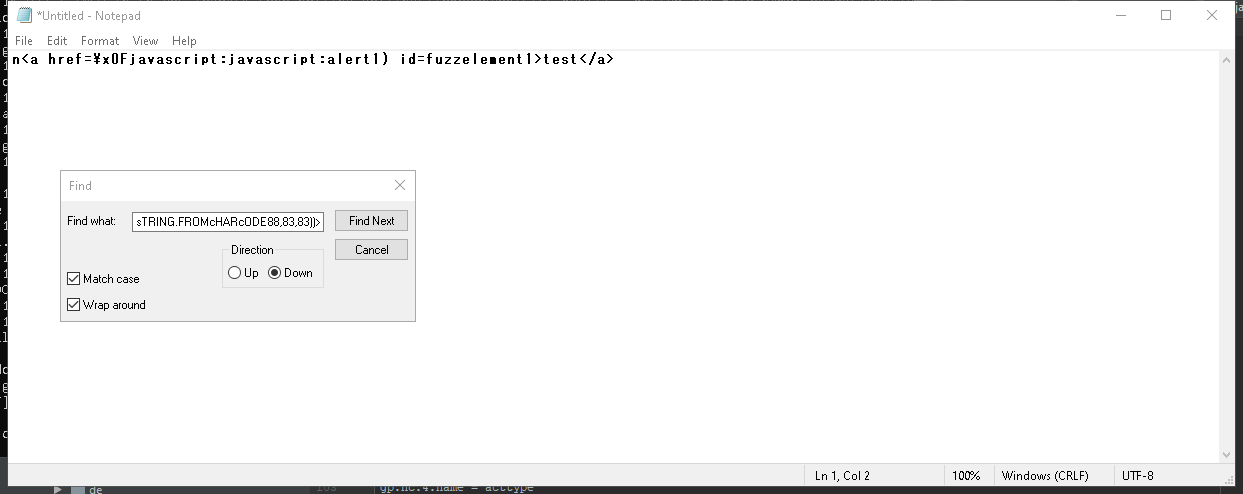 *Untitled - Notepad
File Edit Format View Help
n<a href=¥x0Fjavascript:javascript:alert1) id=fuzzelement1>test</a>
Find
Find what: sTRING.FROMcHARcODE88,83,83))> Find Next
Direction Cancel
Up Down
Match case
Wrap around
Ln 1, Col 2 100% Windows (CRLF) UTF-8
de